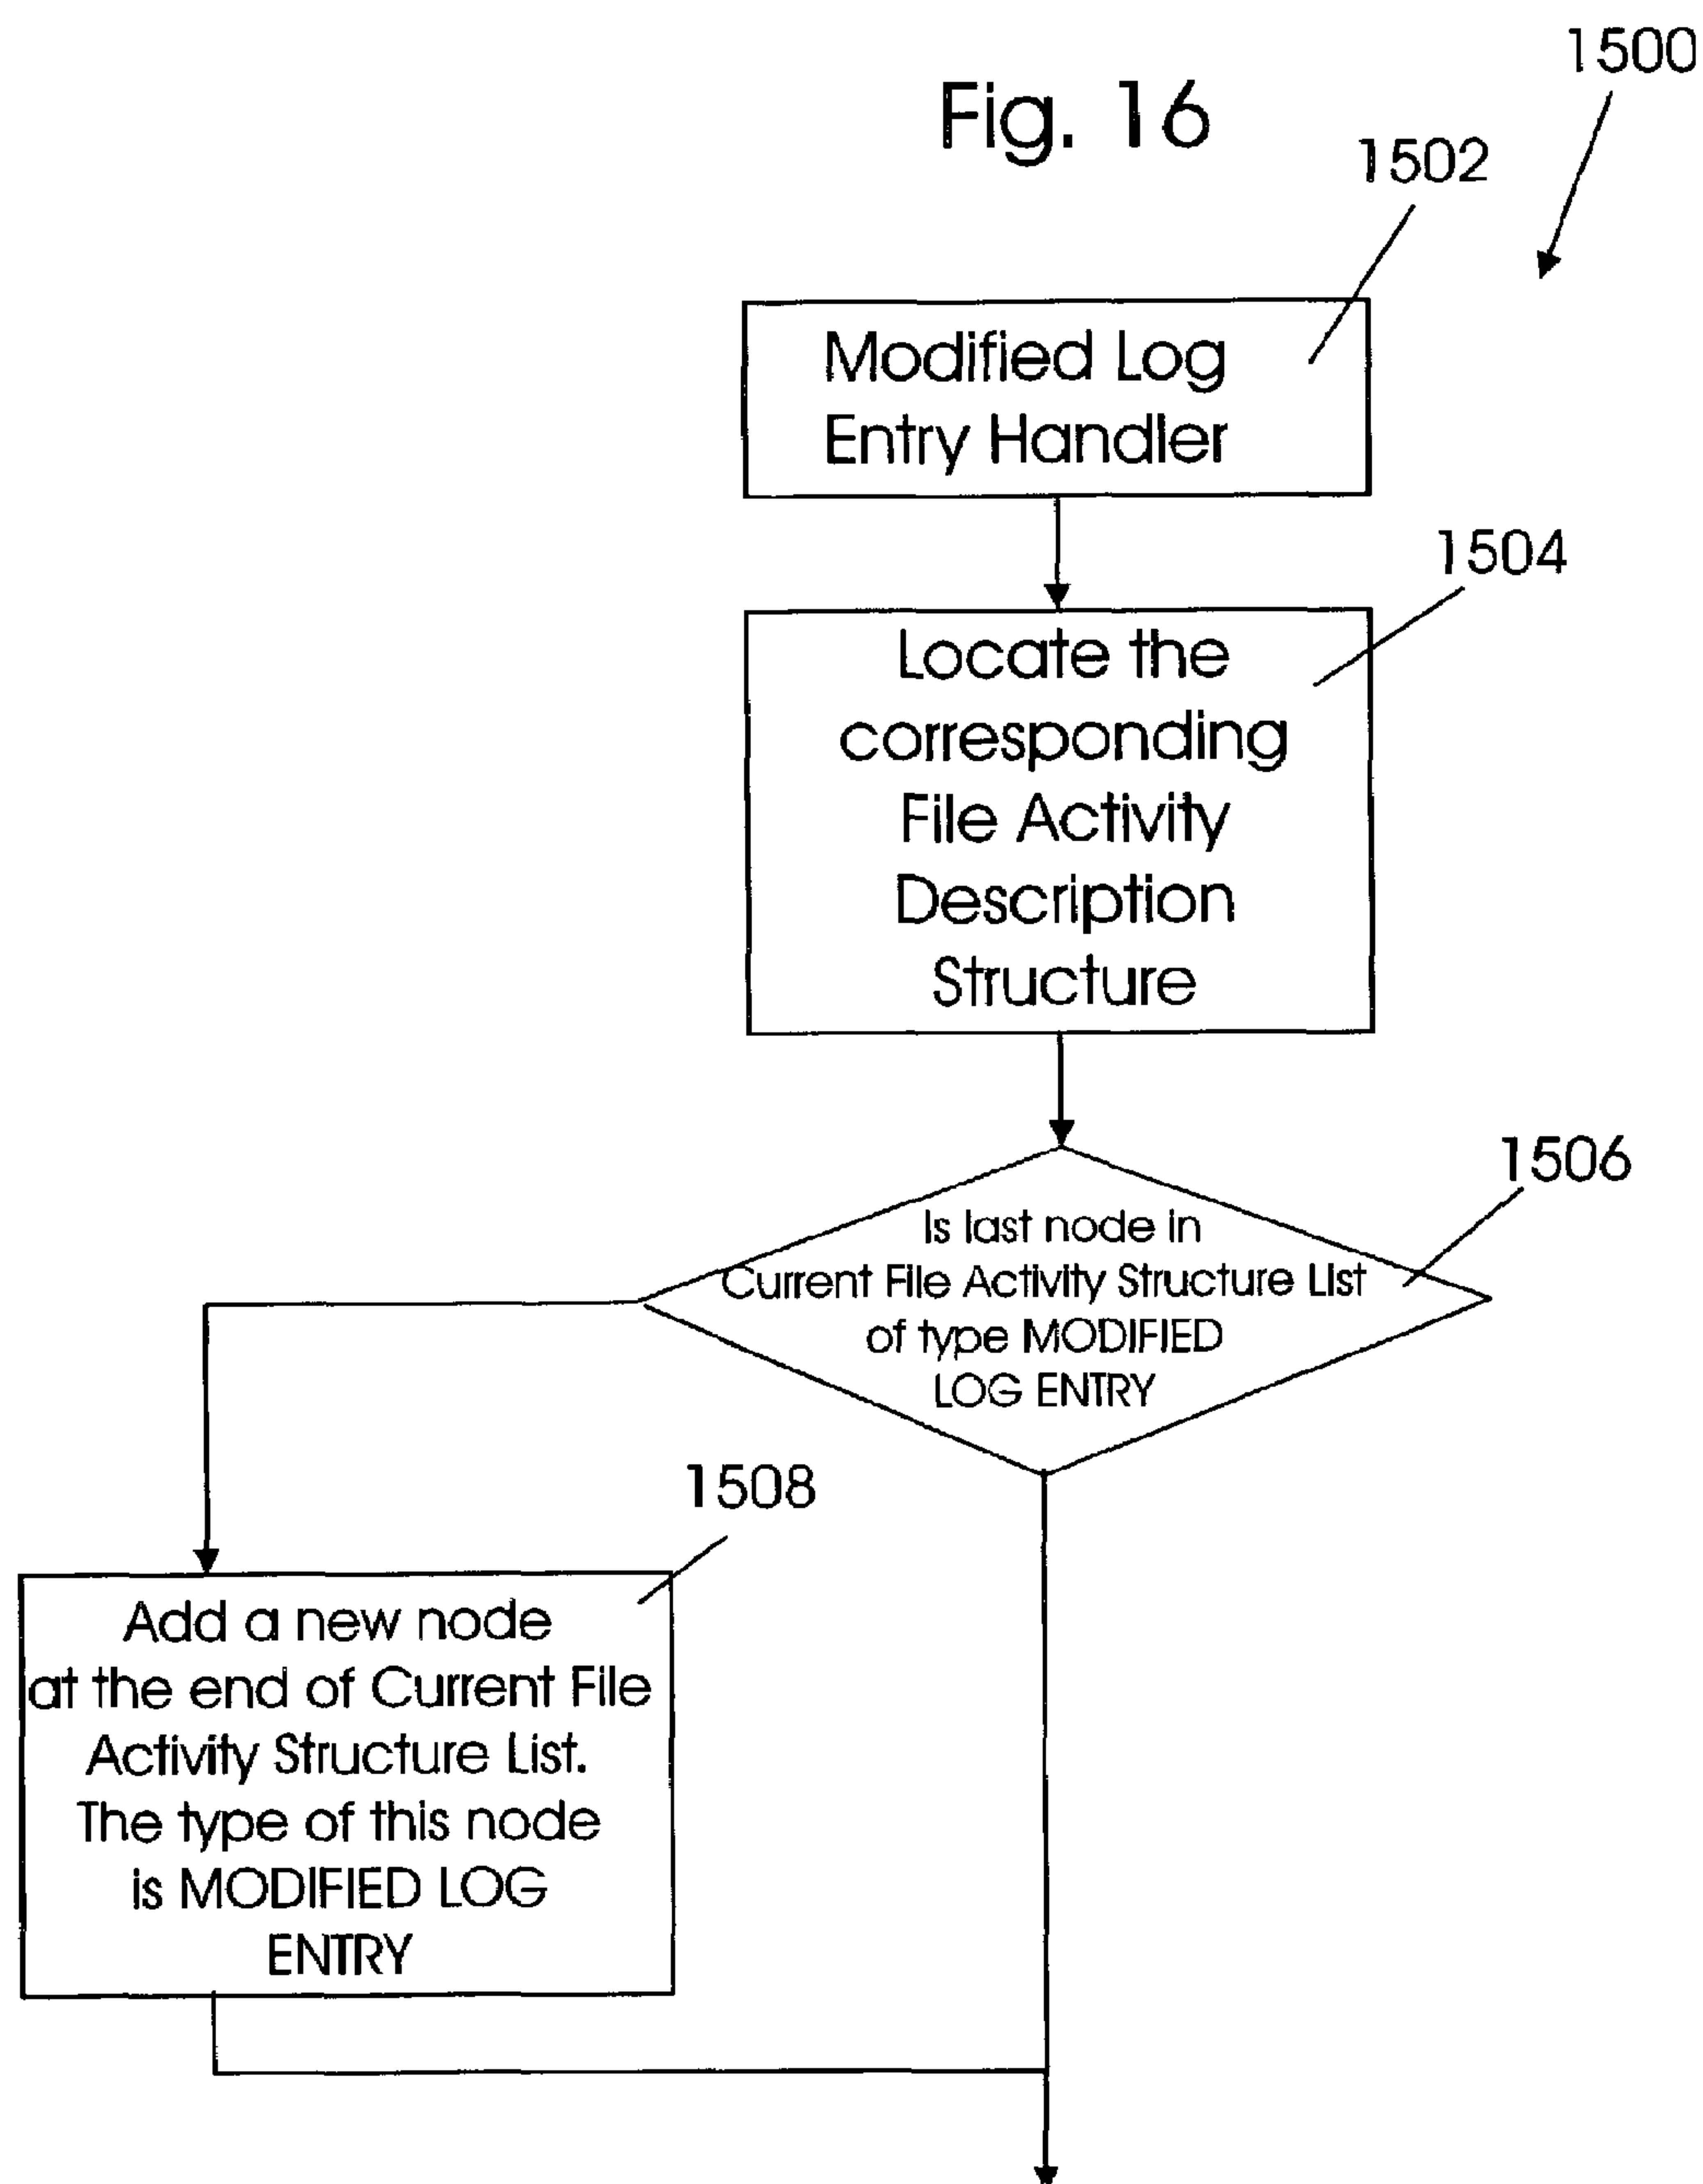 1500
Fig. 16
1502
Modified Log
Entry Handler
1504
Locate the
corresponding
File Activity
Description
Structure
1506
Is last node in
Current File Activity Structure List
of type MODIFIED
LOG ENTRY
1508
Add a new node
at the end of Current File
Activity Structure List.
The type of this node
is MODIFIED LOG
ENTRY